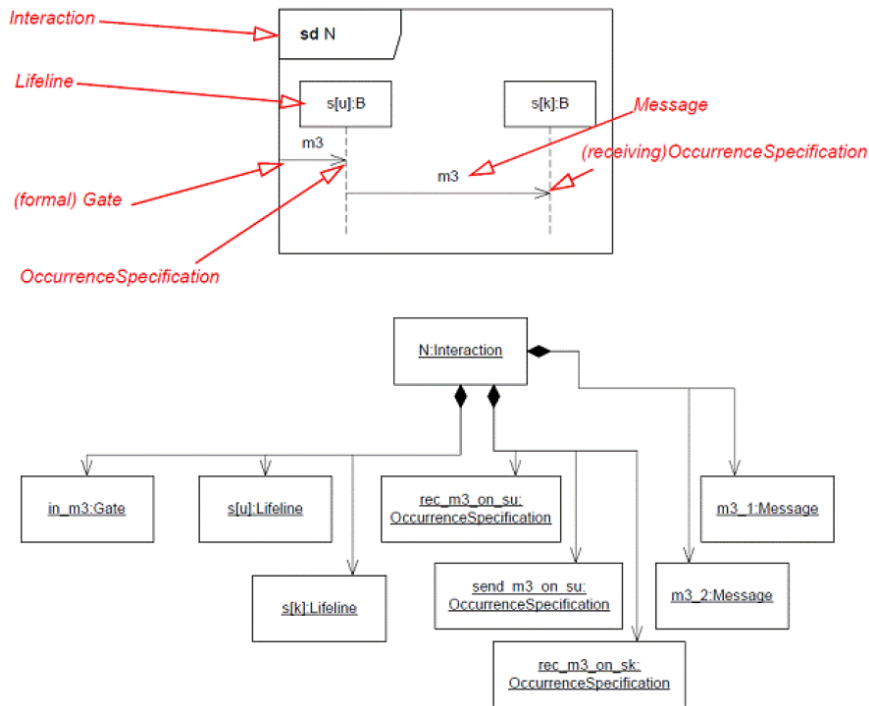 Interaction
sd N
Lifeline
s[u]:B
s[k]:B
Message
m3
(receiving)OccurrenceSpecification
m3
(formal) Gate
OccurrenceSpecification
N:Interaction
in_m3:Gate
s[u]:Lifeline
rec_m3_on_su:
OccurrenceSpecification
m3_1:Message
s[k]:Lifeline
send_m3_on_su:
OccurrenceSpecification
m3_2:Message
rec_m3_on_sk:
OccurrenceSpecification